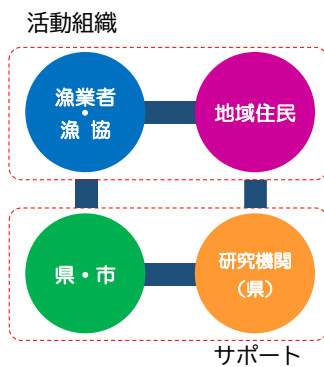 活動組織
漁業者
・
漁 協
地域住民
県・市
研究機関
（県）
サポート